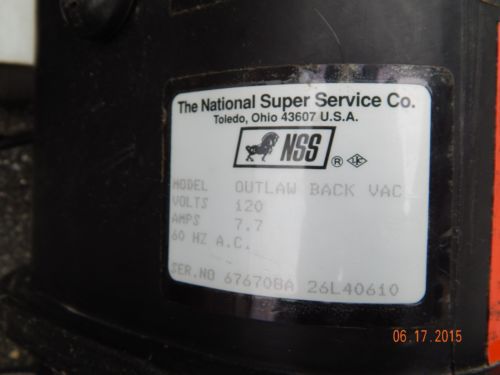 The National Super Service Co.
Toledo, Ohio 43607 U.S.A.
NSS ®
MODEL OUTLAW BACK VAC
VOLTS 120
AMPS 7.7
60 HZ A.C.
SER.NO 676708A 26L40610
06.17.2015